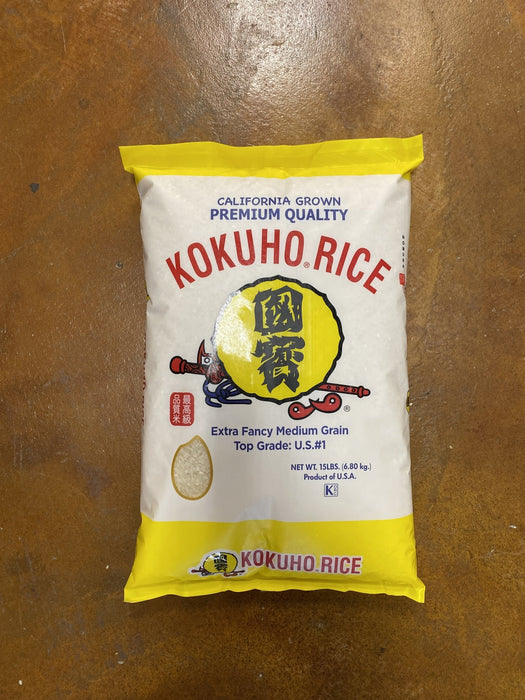 CALIFORNIA GROWN
PREMIUM QUALITY
KOKUHO® RICE
國寳
®
最高級
品質米
Extra Fancy Medium Grain
Top Grade: U.S.#1
NET WT. 15LBS. (6.80 kg.)
Product of U.S.A.
K
KOKUHO® RICE